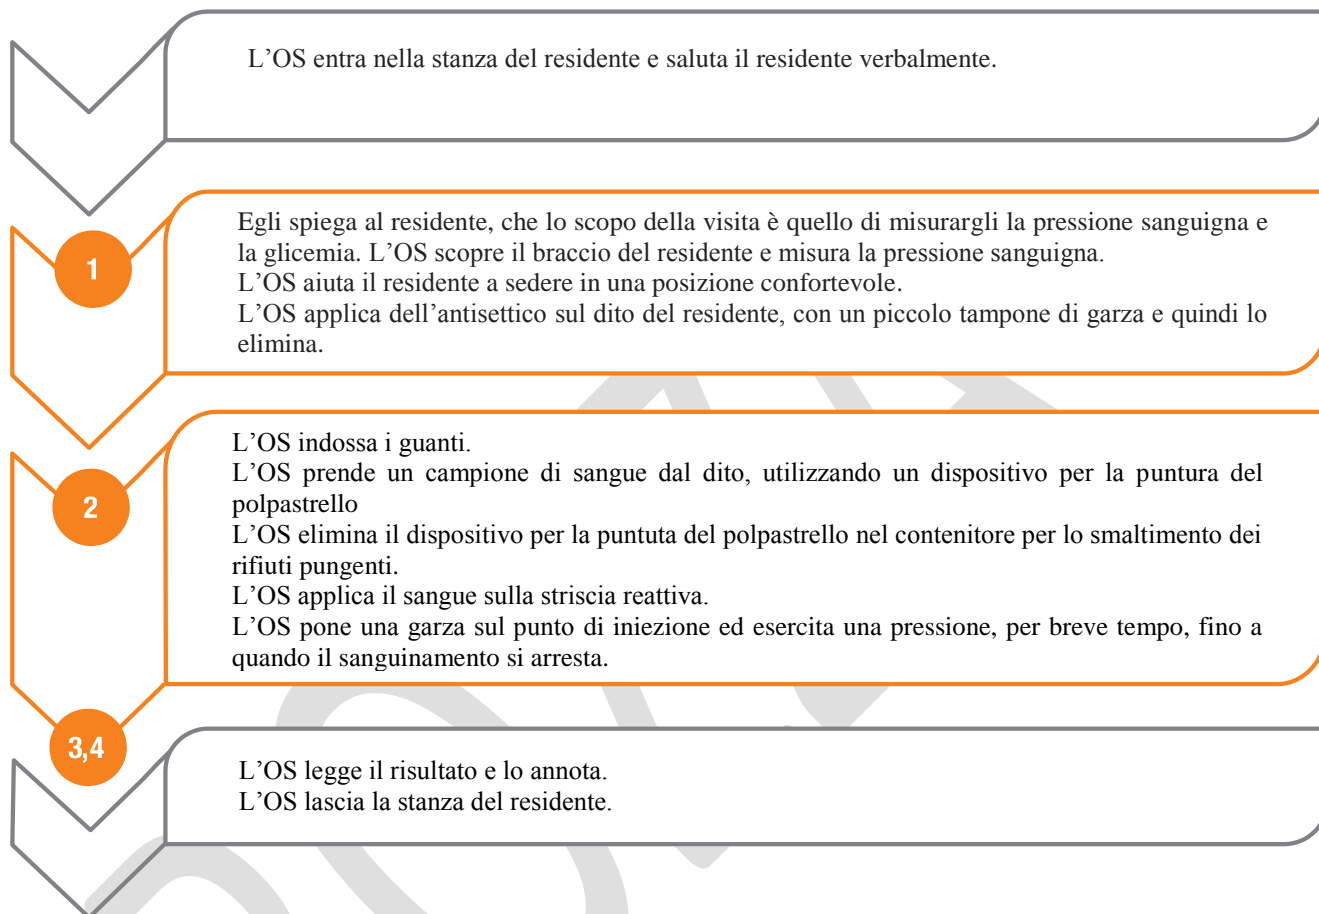 L’OS entra nella stanza del residente e saluta il residente verbalmente.
1
Egli spiega al residente, che lo scopo della visita è quello di misurargli la pressione sanguigna e
la glicemia. L’OS scopre il braccio del residente e misura la pressione sanguigna.
L’OS aiuta il residente a sedere in una posizione confortevole.
L’OS applica dell’antisettico sul dito del residente, con un piccolo tampone di garza e quindi lo
elimina.
2
L’OS indossa i guanti.
L’OS prende un campione di sangue dal dito, utilizzando un dispositivo per la puntura del
polpastrello
L’OS elimina il dispositivo per la puntuta del polpastrello nel contenitore per lo smaltimento dei
rifiuti pungenti.
L’OS applica il sangue sulla striscia reattiva.
L’OS pone una garza sul punto di iniezione ed esercita una pressione, per breve tempo, fino a
quando il sanguinamento si arresta.
3,4
L’OS legge il risultato e lo annota.
L’OS lascia la stanza del residente.